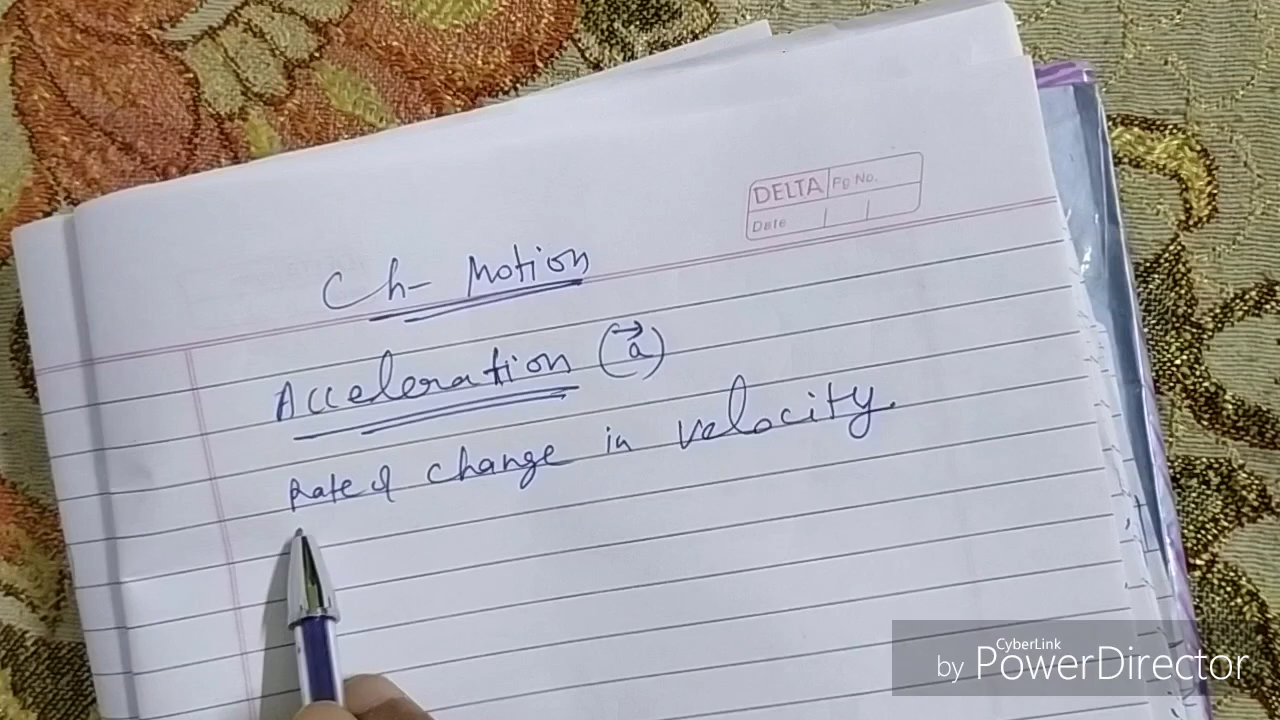 DELTA Pg No.
Date
Ch- Motion
Acceleration (a⃗)
Rate of change in velocity.
CyberLink
by PowerDirector